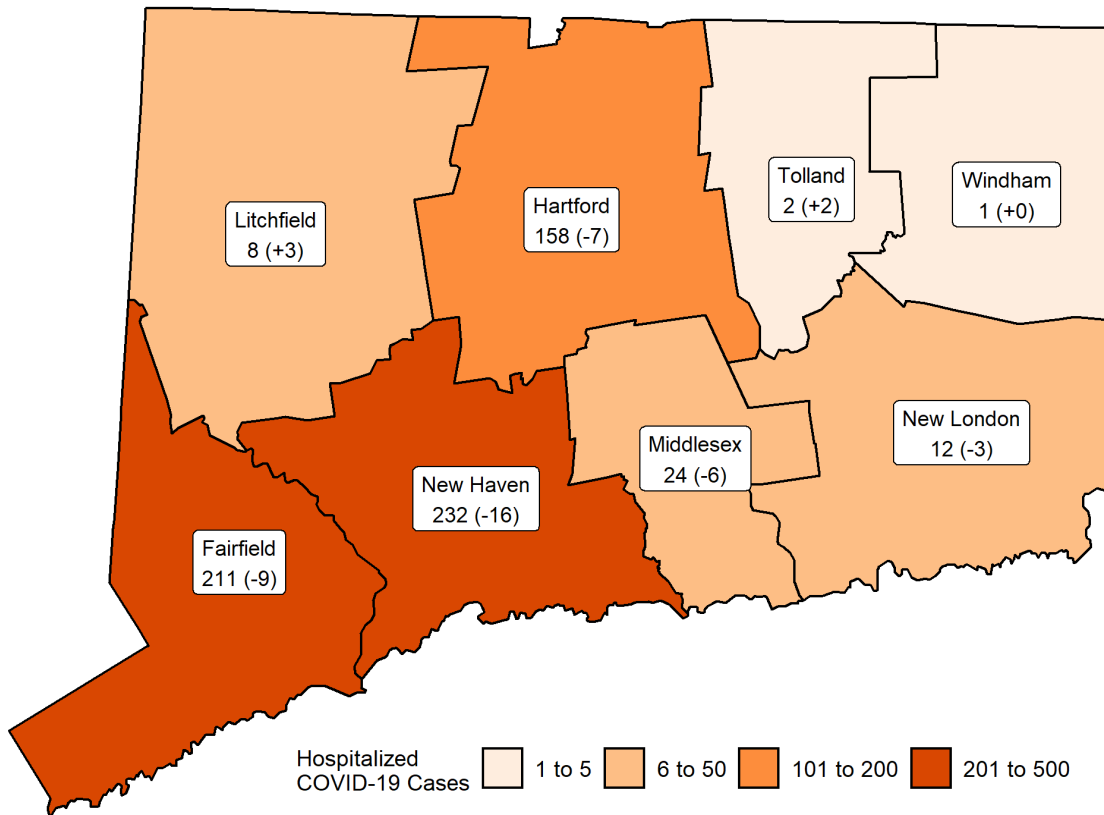 Tolland
2 (+2)
Windham
1 (+0)
Litchfield
8 (+3)
Hartford
158 (-7)
New London
12 (-3)
Middlesex
24 (-6)
New Haven
232 (-16)
Fairfield
211 (-9)
Hospitalized
COVID-19 Cases
1 to 5
6 to 50
101 to 200
201 to 500